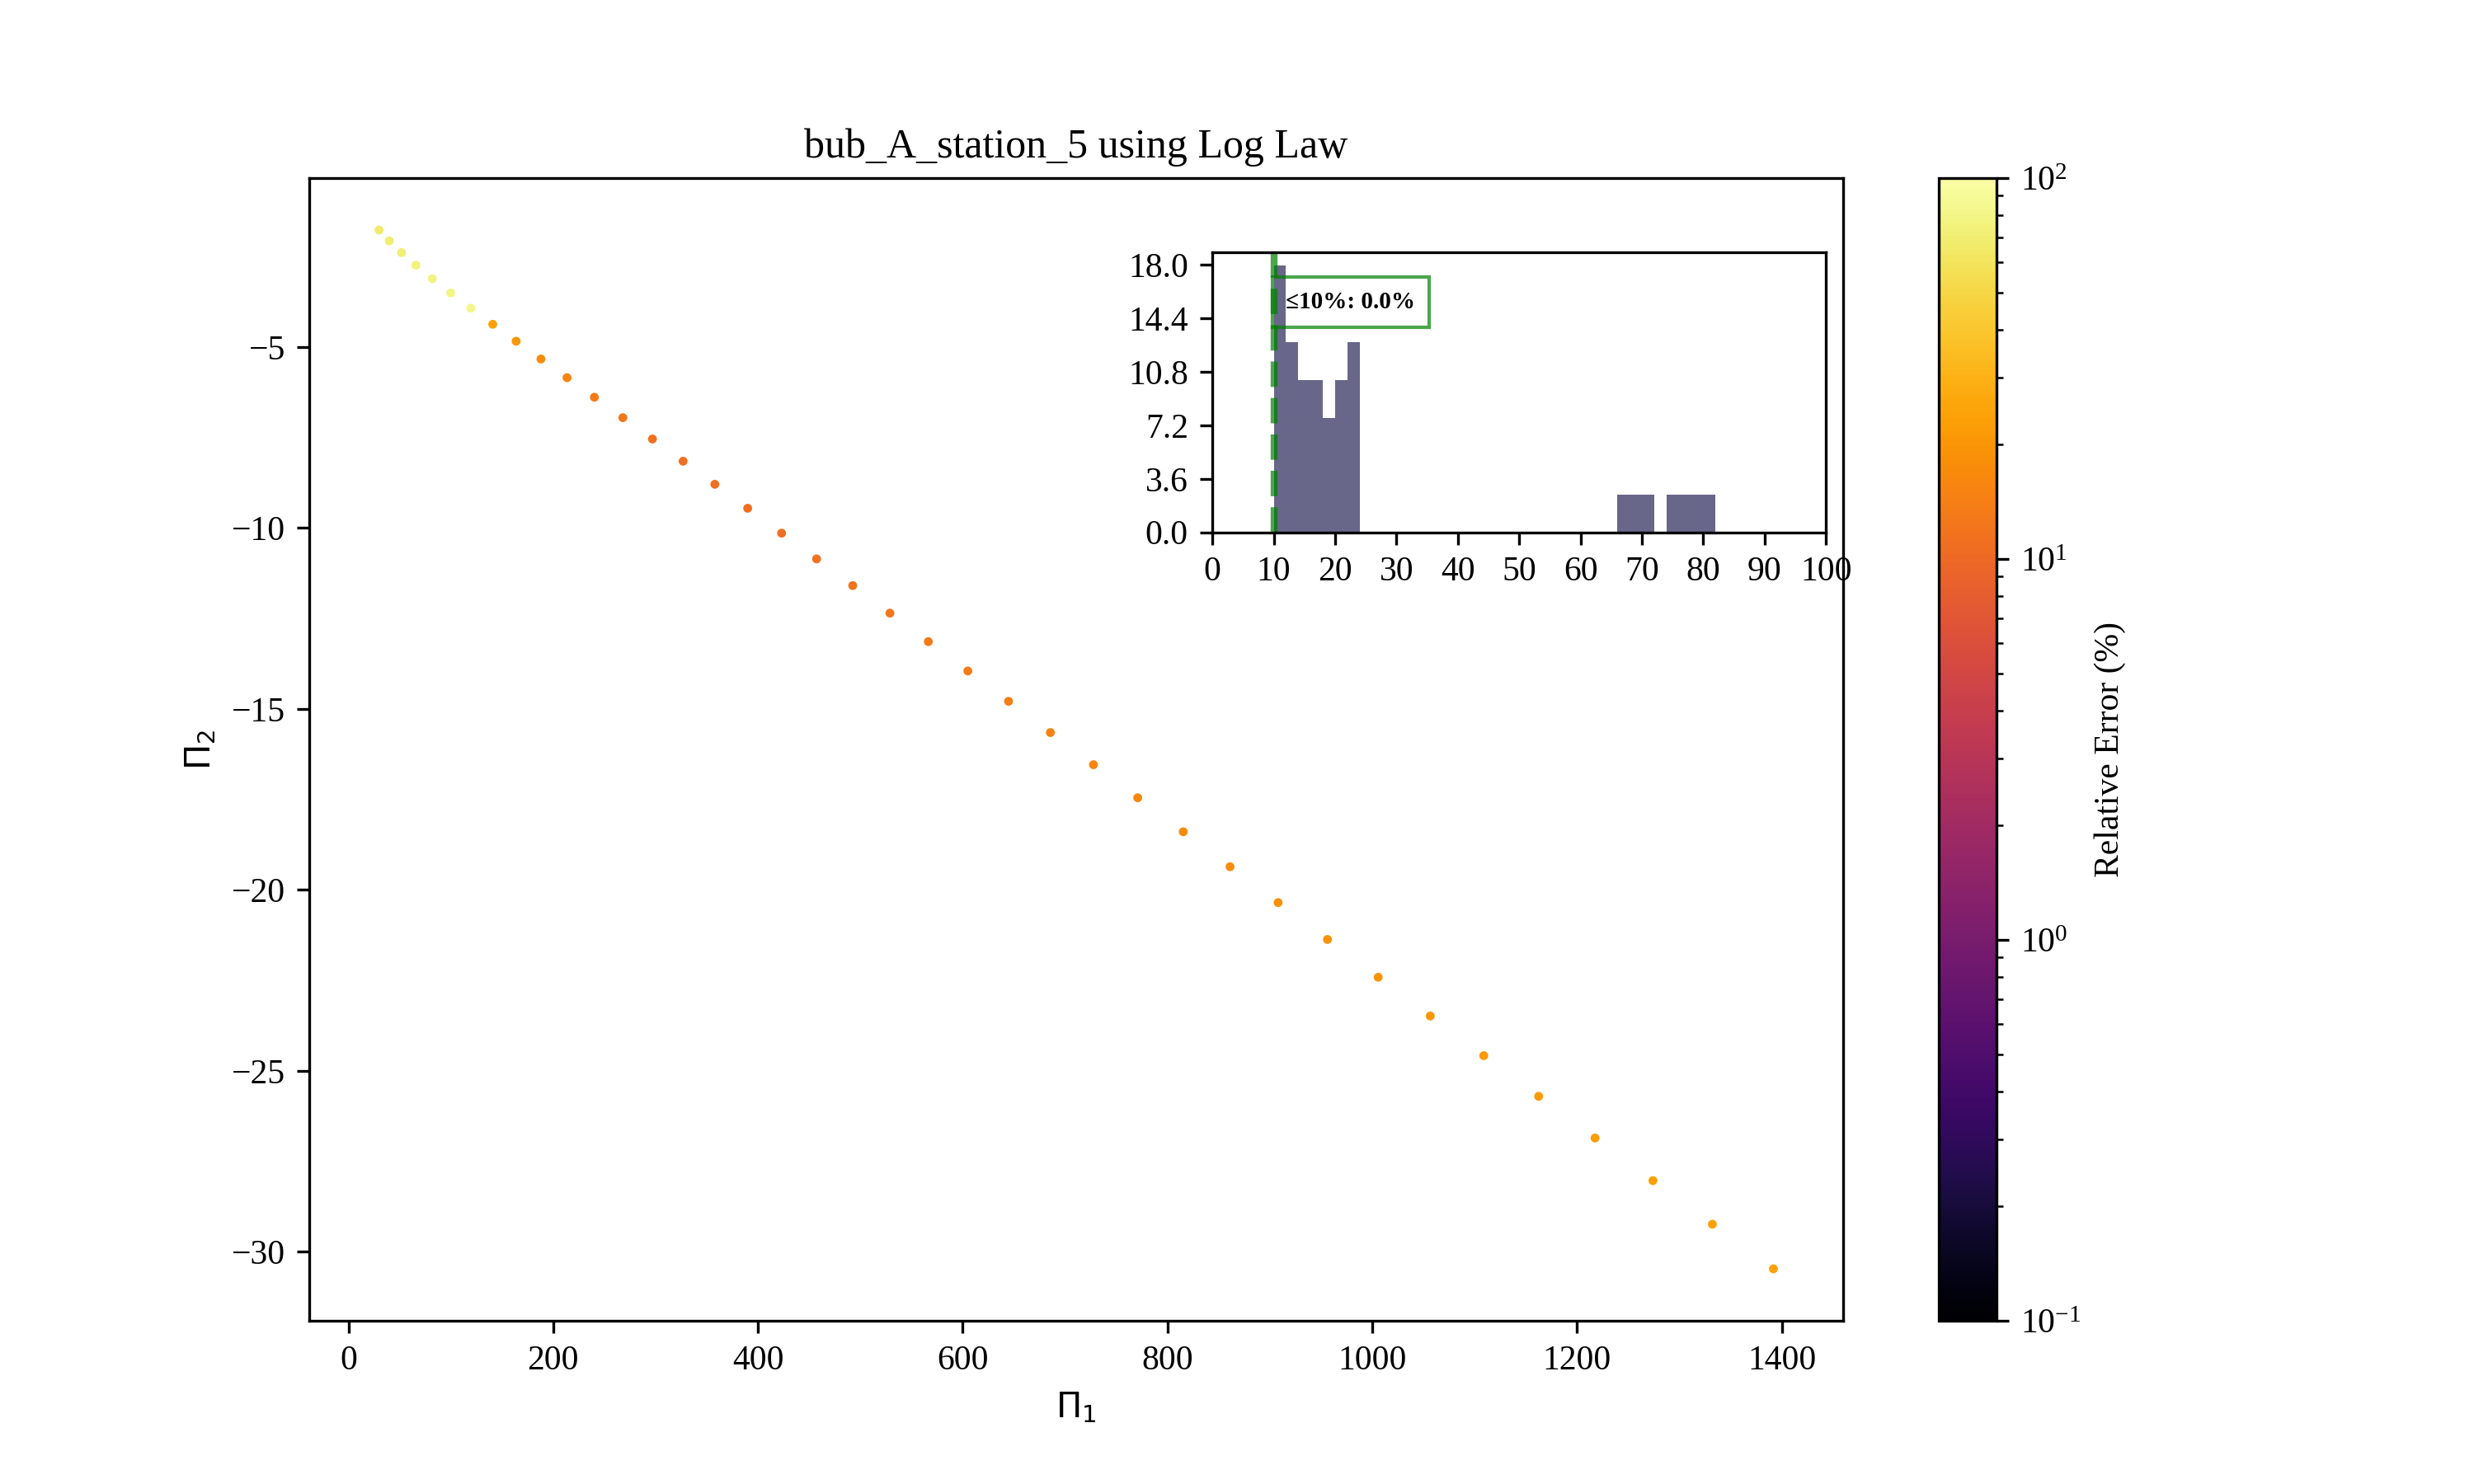 bub_A_station_5 using Log Law
18.0
14.4
10.8
7.2
3.6
0.0
≤10%: 0.0%
0 10 20 30 40 50 60 70 80 90 100
−5
−10
−15
−20
−25
−30
Π₂
0 200 400 600 800 1000 1200 1400
Π₁
10²
10¹
10⁰
10⁻¹
Relative Error (%)